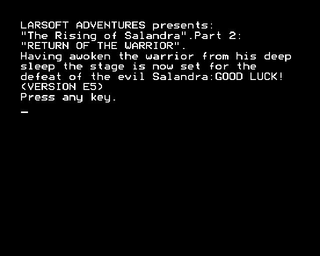 LARSOFT ADVENTURES presents:
"The Rising of Salandra".Part 2:
"RETURN OF THE WARRIOR".
Having awoken the warrior from his deep
sleep the stage is now set for the
defeat of the evil Salandra:GOOD LUCK!
(VERSION E5)
Press any key.